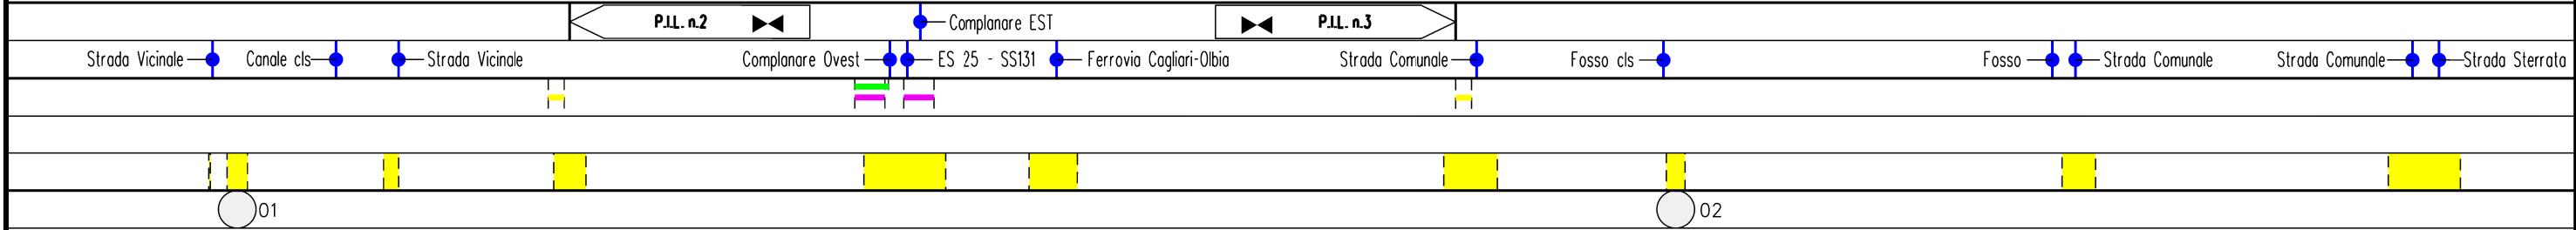 P.I.L. n.2
Complanare EST
P.I.L. n.3
Strada Vicinale
Canale cls
Strada Vicinale
Complanare Ovest
ES 25 - SS131
Ferrovia Cagliari-Olbia
Strada Comunale
Fosso cls
Fosso
Strada Comunale
Strada Comunale
Strada Sterrata
01
02